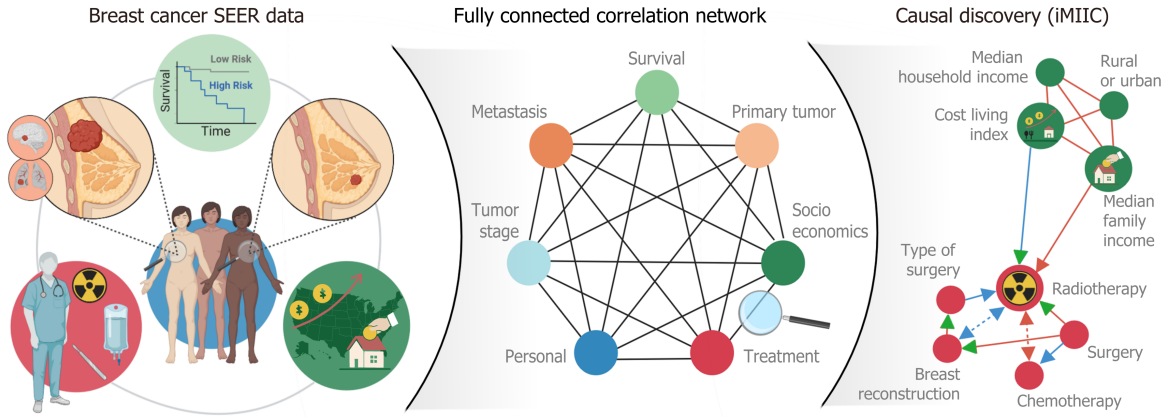 Breast cancer SEER data
Low Risk
High Risk
Survival
Time
$
$
Fully connected correlation network
Survival
Metastasis
Primary tumor
Tumor
stage
Socio
economics
Personal
Treatment
Causal discovery (iMIIC)
Median
household income
Rural
or urban
Cost living
index
Median
family
income
Type of
surgery
Radiotherapy
Breast
reconstruction
Surgery
Chemotherapy